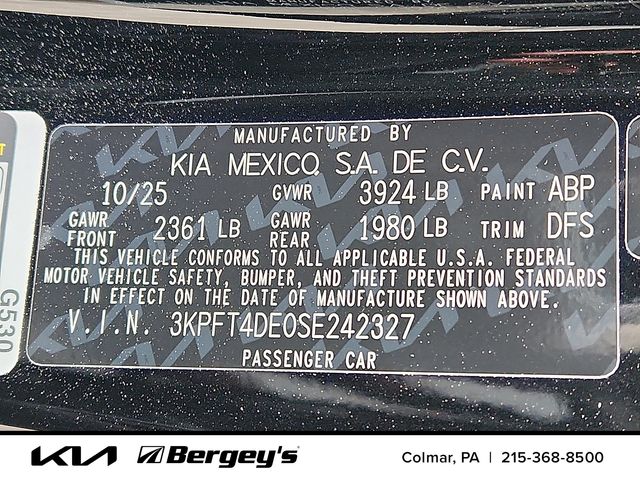 MANUFACTURED BY
KIA MEXICO S.A. DE C.V.
10/25 GVWR 3924 LB PAINT ABP
GAWR FRONT 2361 LB GAWR REAR 1980 LB TRIM DFS
THIS VEHICLE CONFORMS TO ALL APPLICABLE U.S.A. FEDERAL
MOTOR VEHICLE SAFETY, BUMPER, AND THEFT PREVENTION STANDARDS
IN EFFECT ON THE DATE OF MANUFACTURE SHOWN ABOVE.
V.I.N. 3KPFT4DE0SE242327
PASSENGER CAR
G530
KIA Bergey's Colmar, PA | 215-368-8500